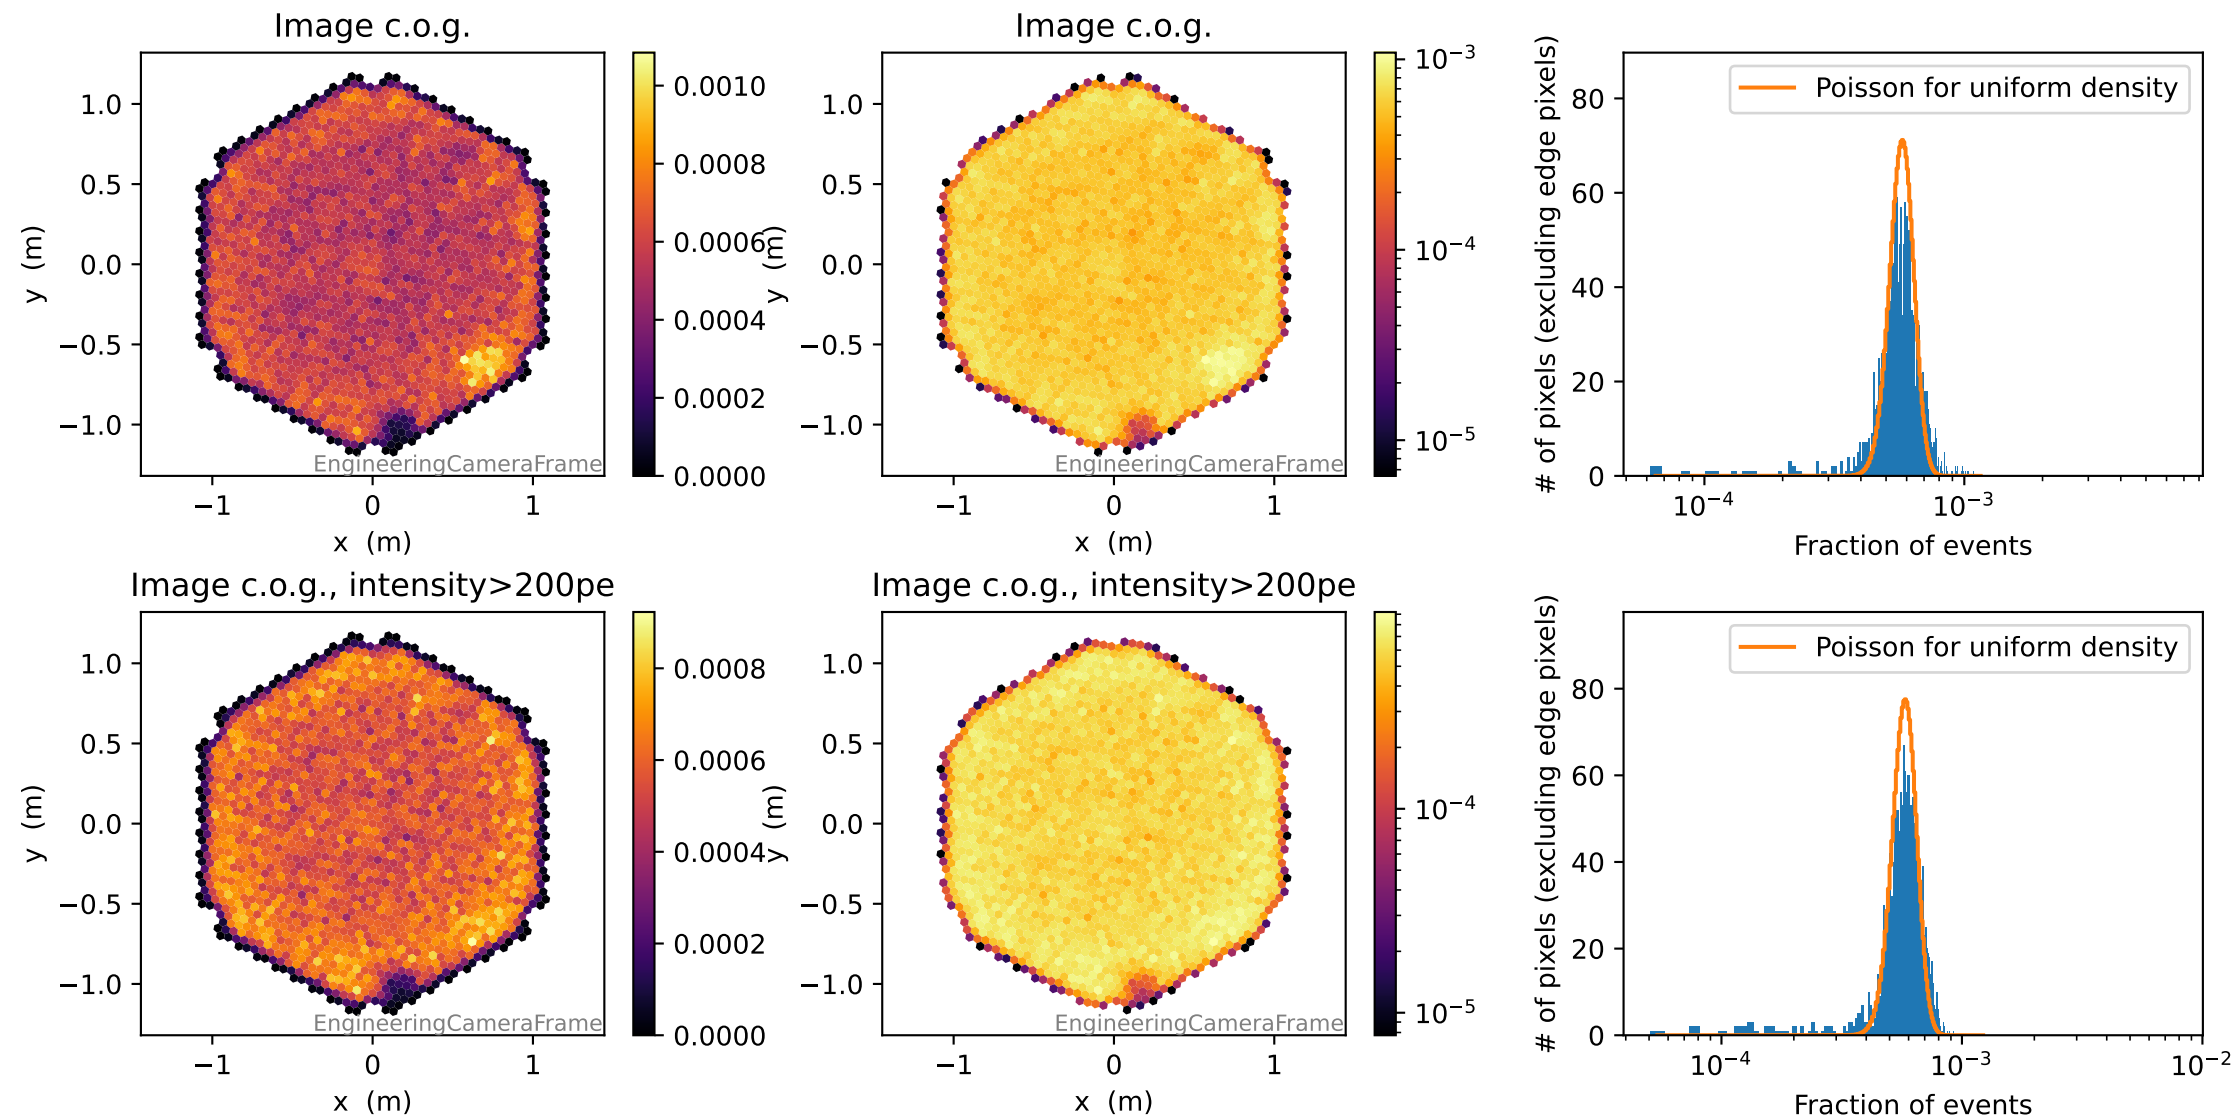 Image c.o.g.
y (m)
1.0
0.5
0.0
−0.5
−1.0
−1
0
1
x (m)
EngineeringCameraFrame
0.0010
0.0008
0.0006
0.0004
0.0002
0.0000
Image c.o.g.
y (m)
1.0
0.5
0.0
−0.5
−1.0
−1
0
1
x (m)
EngineeringCameraFrame
10⁻³
10⁻⁴
10⁻⁵
# of pixels (excluding edge pixels)
80
60
40
20
0
Poisson for uniform density
10⁻⁴
10⁻³
Fraction of events
Image c.o.g., intensity>200pe
y (m)
1.0
0.5
0.0
−0.5
−1.0
−1
0
1
x (m)
EngineeringCameraFrame
0.0008
0.0006
0.0004
0.0002
0.0000
Image c.o.g., intensity>200pe
y (m)
1.0
0.5
0.0
−0.5
−1.0
−1
0
1
x (m)
EngineeringCameraFrame
10⁻⁴
10⁻⁵
# of pixels (excluding edge pixels)
80
60
40
20
0
Poisson for uniform density
10⁻⁴
10⁻³
10⁻²
Fraction of events